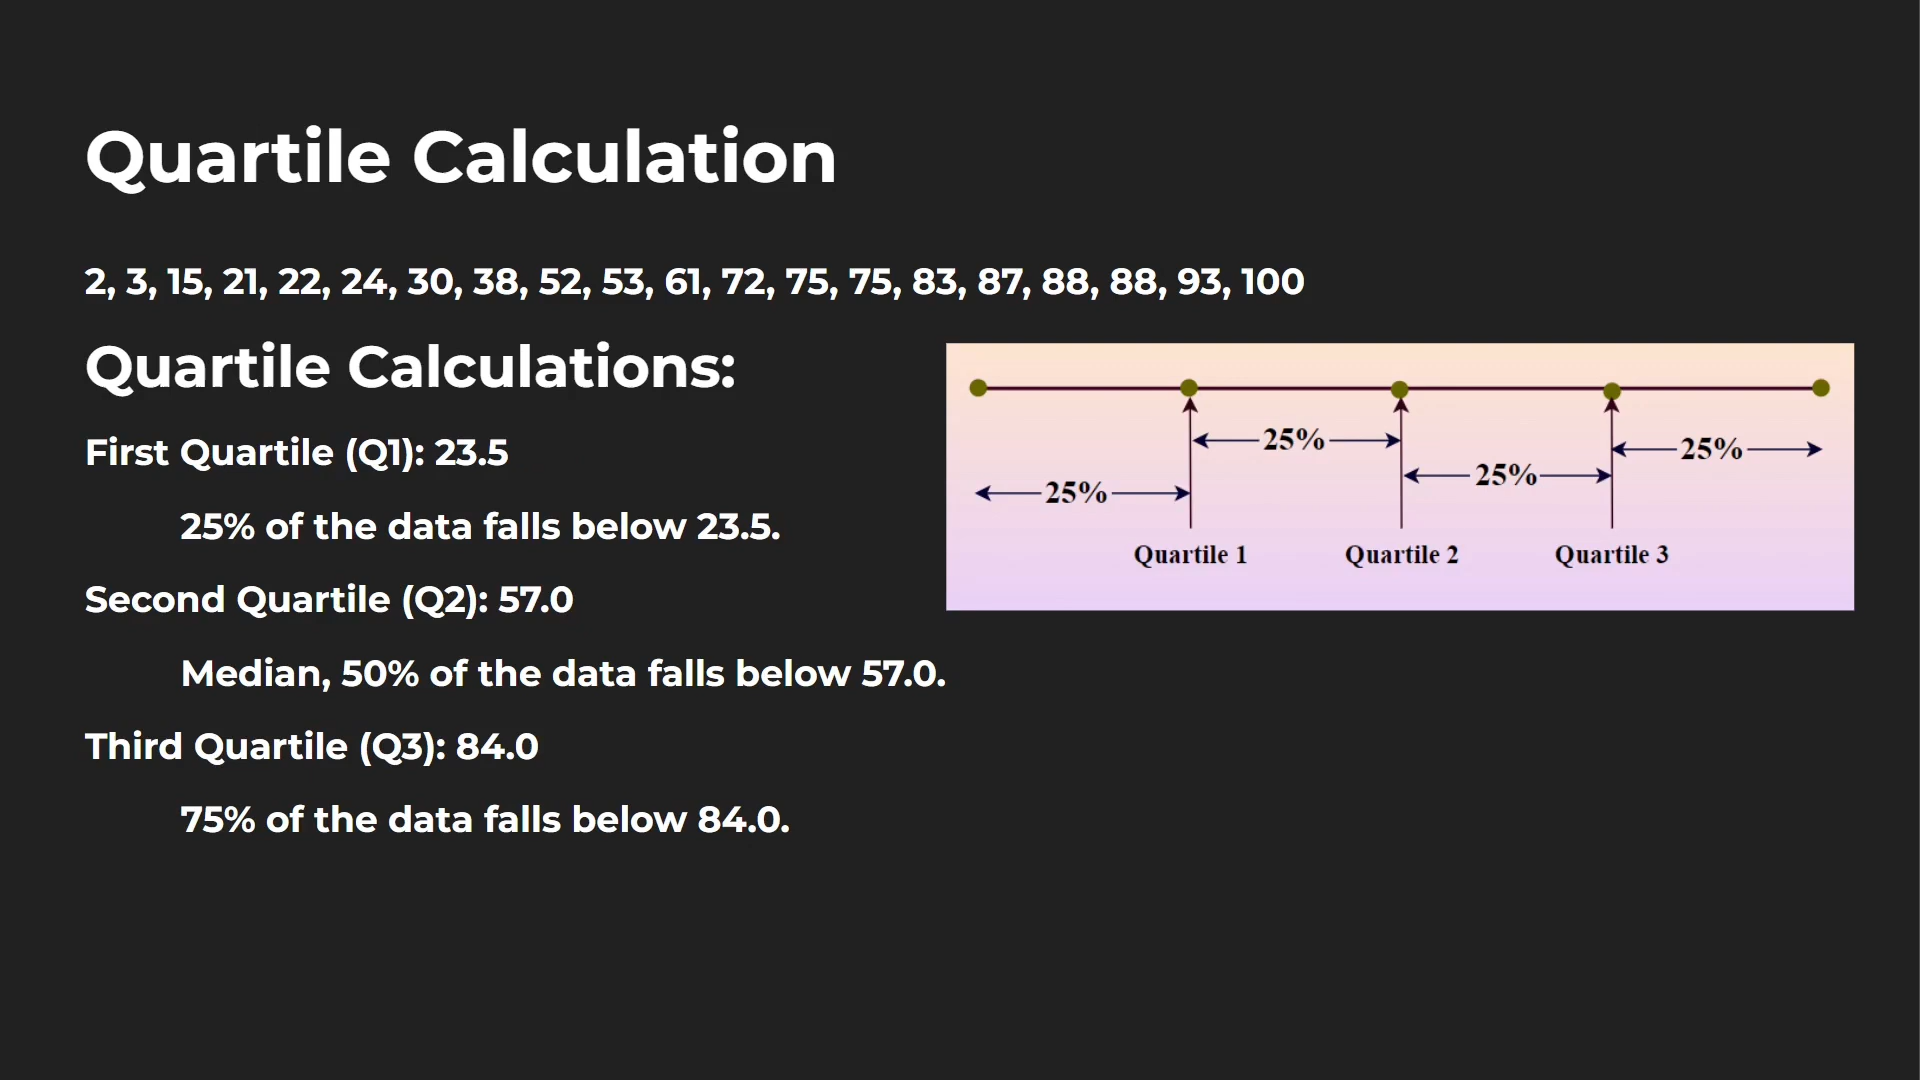 Quartile Calculation
2, 3, 15, 21, 22, 24, 30, 38, 52, 53, 61, 72, 75, 75, 83, 87, 88, 88, 93, 100
Quartile Calculations:
First Quartile (Q1): 23.5
25% of the data falls below 23.5.
Second Quartile (Q2): 57.0
Median, 50% of the data falls below 57.0.
Third Quartile (Q3): 84.0
75% of the data falls below 84.0.
25%
25%
25%
25%
Quartile 1 Quartile 2 Quartile 3